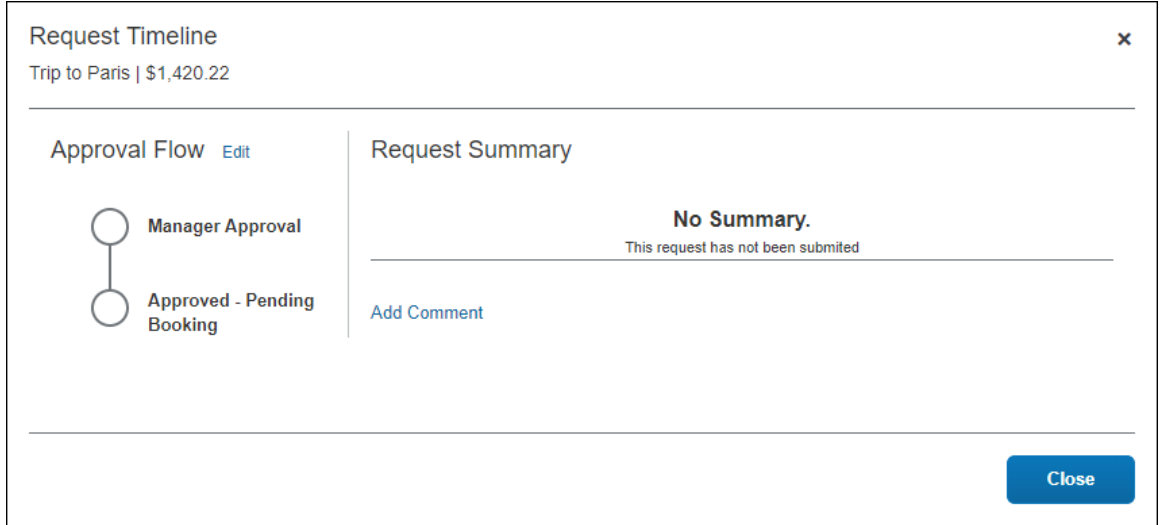 Request Timeline
×
Trip to Paris | $1,420.22
Approval Flow Edit
Manager Approval
Approved - Pending
Booking
Request Summary
No Summary.
This request has not been submited
Add Comment
Close